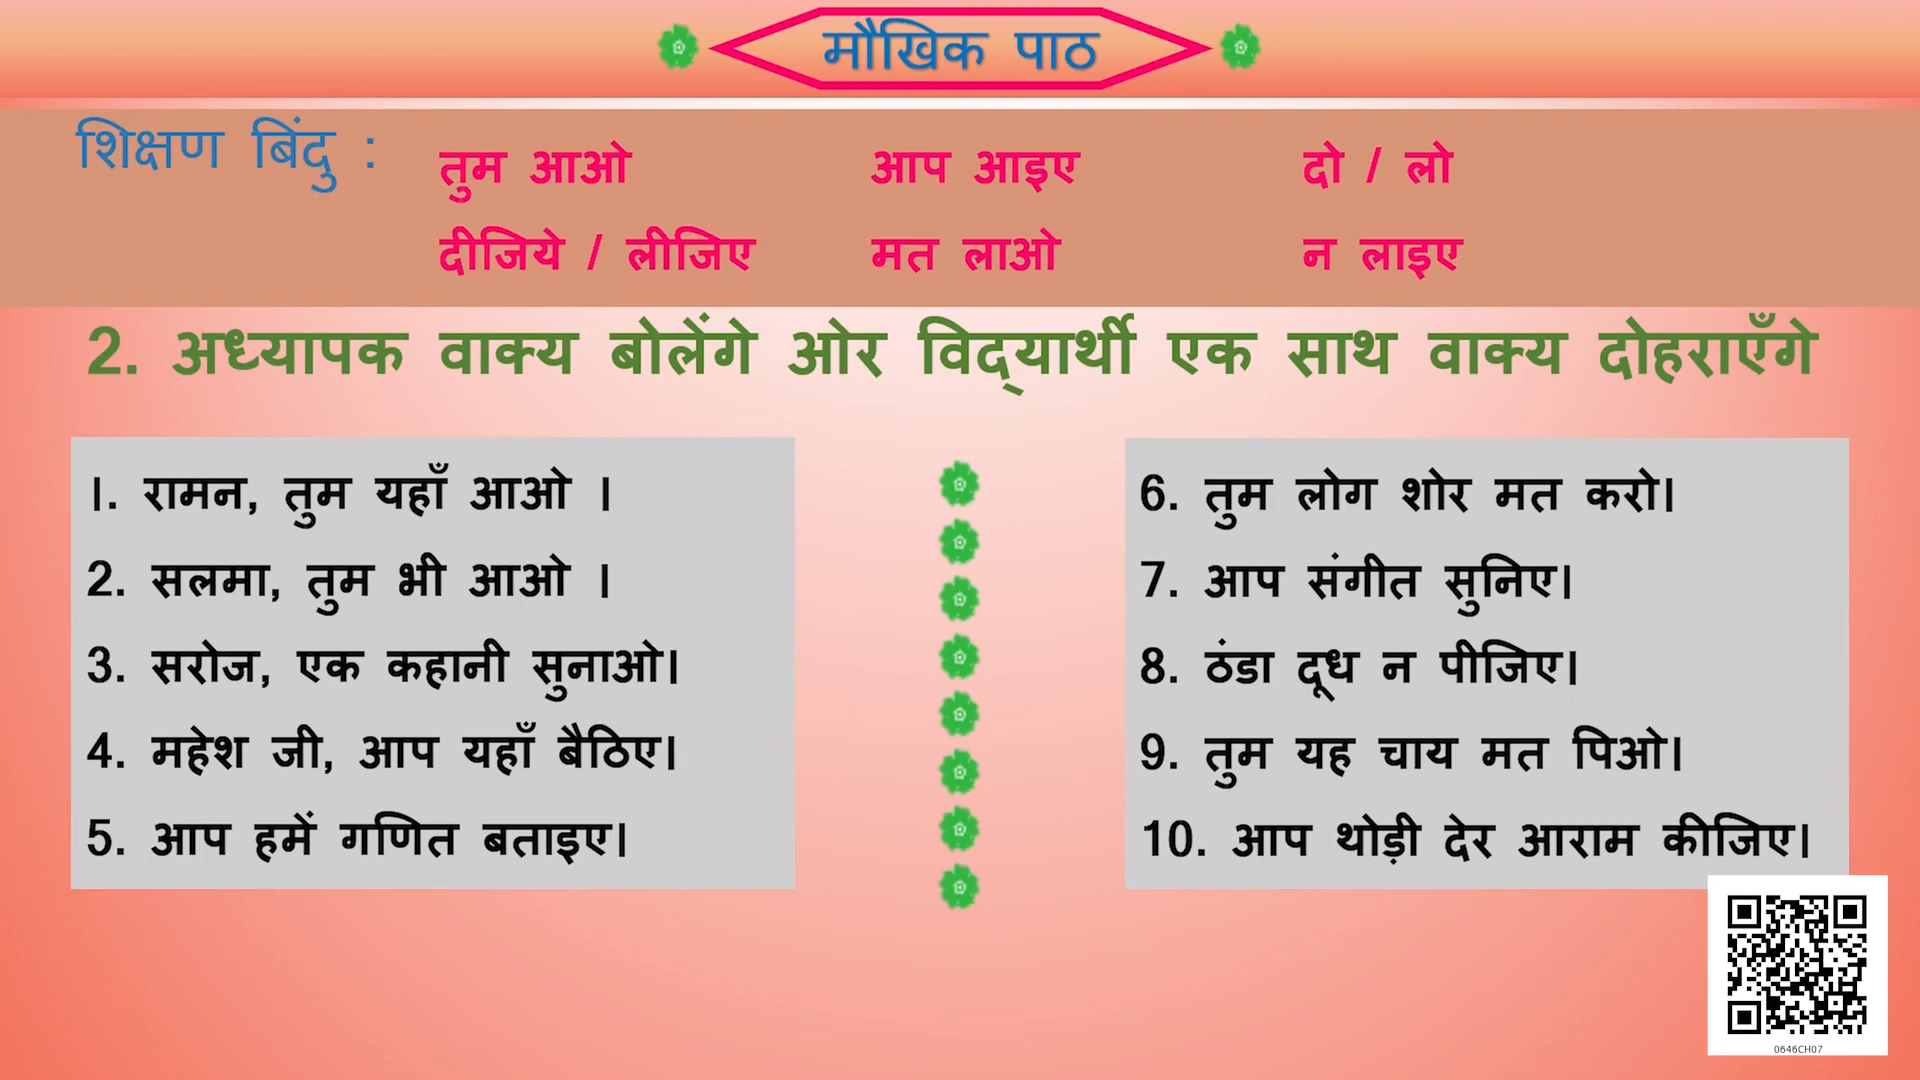 मौखिक पाठ
शिक्षण बिंदु :
तुम आओ आप आइए दो / लो
दीजिये / लीजिए मत लाओ न लाइए
2. अध्यापक वाक्य बोलेंगे ओर विद्‌यार्थी एक साथ वाक्य दोहराएँगे
।. रामन, तुम यहाँ आओ ।
2. सलमा, तुम भी आओ ।
3. सरोज, एक कहानी सुनाओ।
4. महेश जी, आप यहाँ बैठिए।
5. आप हमें गणित बताइए।
6. तुम लोग शोर मत करो।
7. आप संगीत सुनिए।
8. ठंडा दूध न पीजिए।
9. तुम यह चाय मत पिओ।
10. आप थोड़ी देर आराम कीजिए।
0646CH07